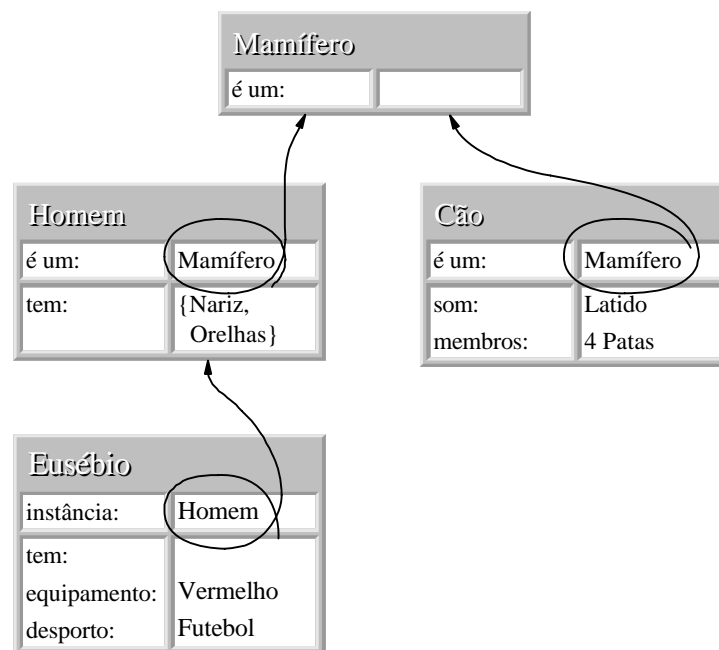 Mamífero
é um:
Homem
é um: Mamífero
tem: {Nariz,
Orelhas}
Cão
é um: Mamífero
som: Latido
membros: 4 Patas
Eusébio
instância: Homem
tem:
equipamento: Vermelho
desporto: Futebol